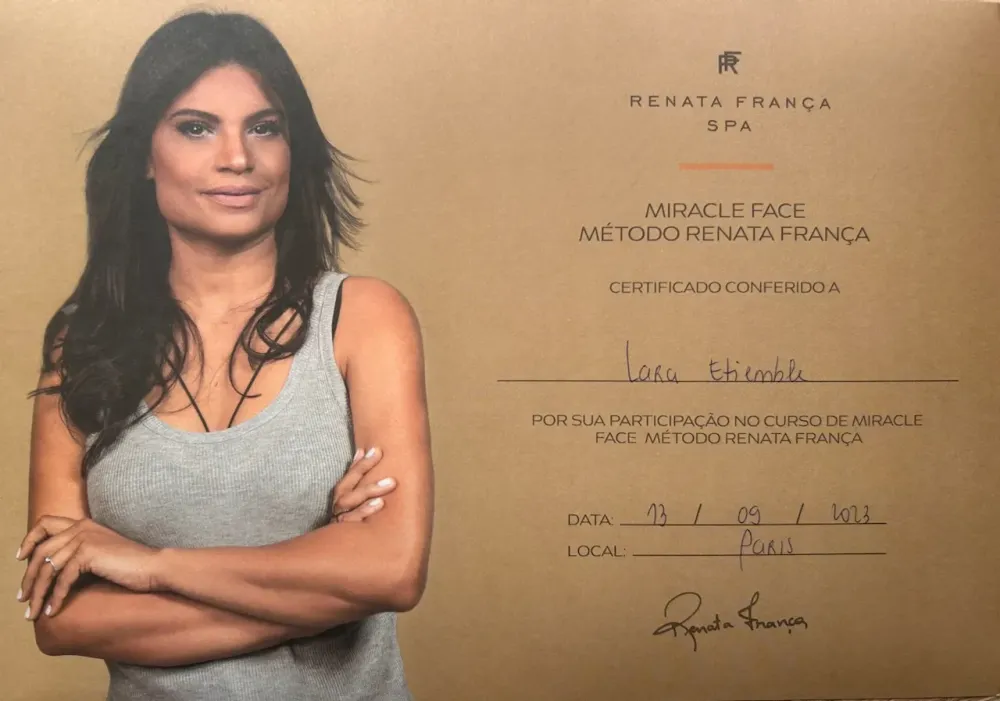 RF
RENATA FRANÇA
SPA
MIRACLE FACE
MÉTODO RENATA FRANÇA
CERTIFICADO CONFERIDO A
Lara Etiemble
POR SUA PARTICIPAÇÃO NO CURSO DE MIRACLE
FACE MÉTODO RENATA FRANÇA
DATA: 13 / 09 / 2023
LOCAL: PARIS
Renata França